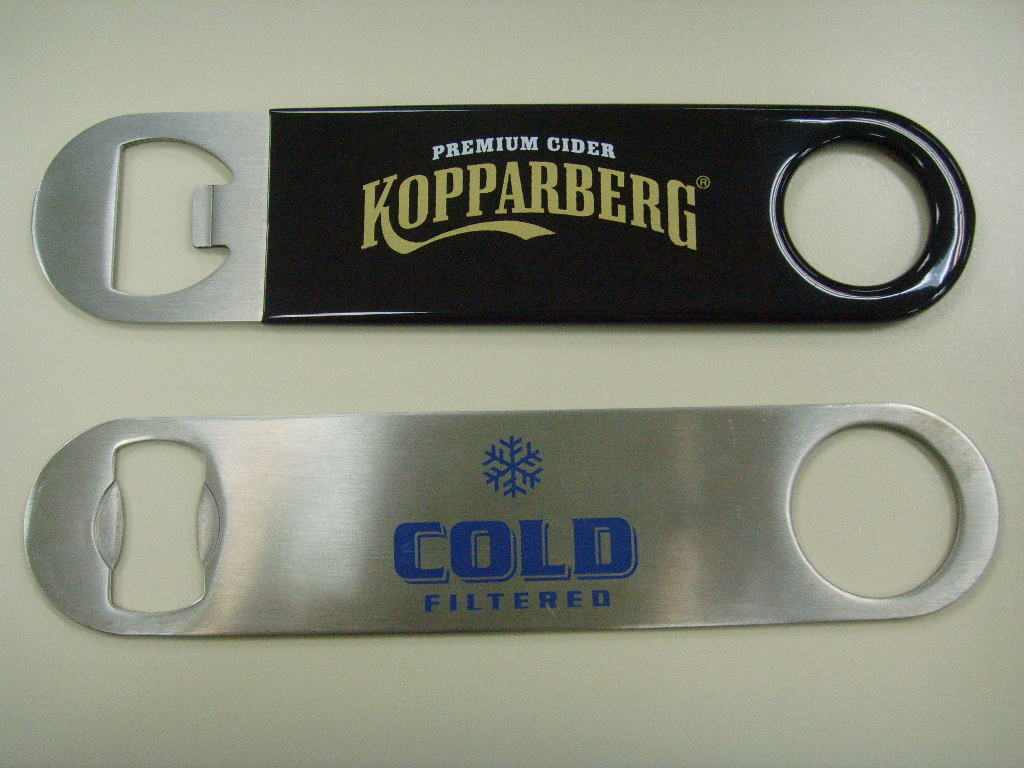 PREMIUM CIDER
KOPPARBERG®
COLD
FILTERED